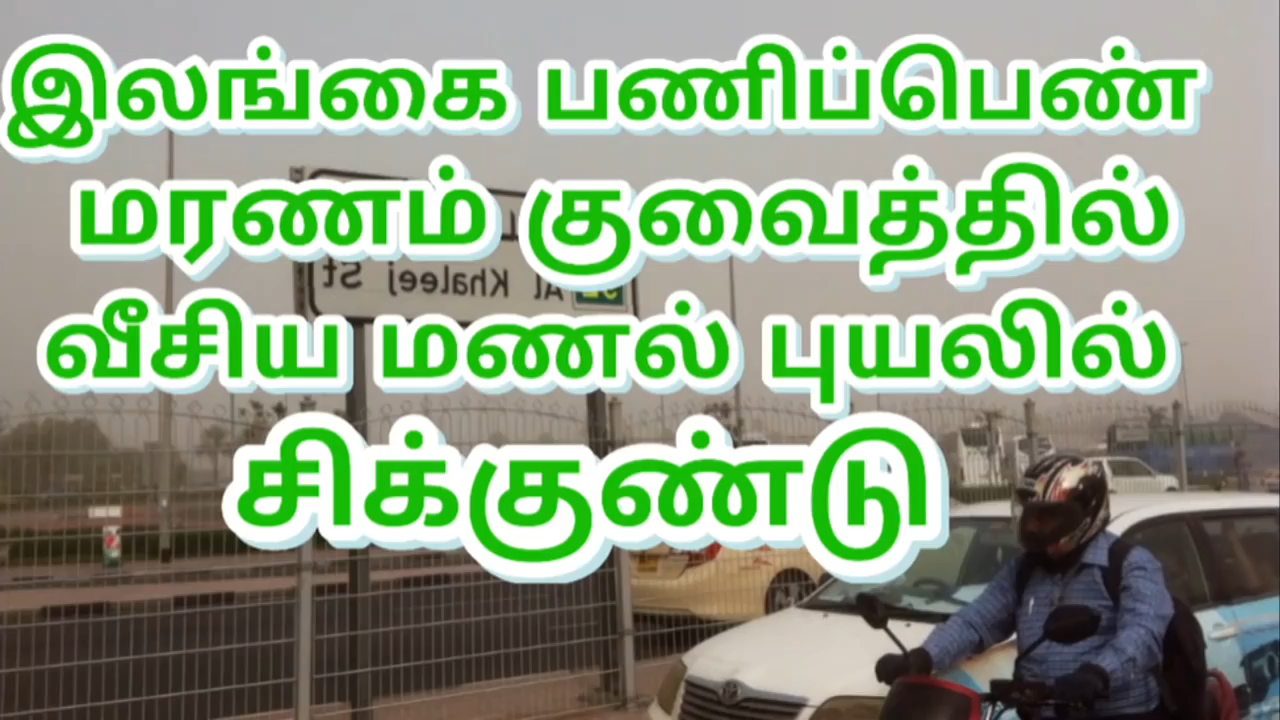 இலங்கை பணிப்பெண்
மரணம் குவைத்தில்
Al Khaleej St
வீசிய மணல் புயலில்
சிக்குண்டு